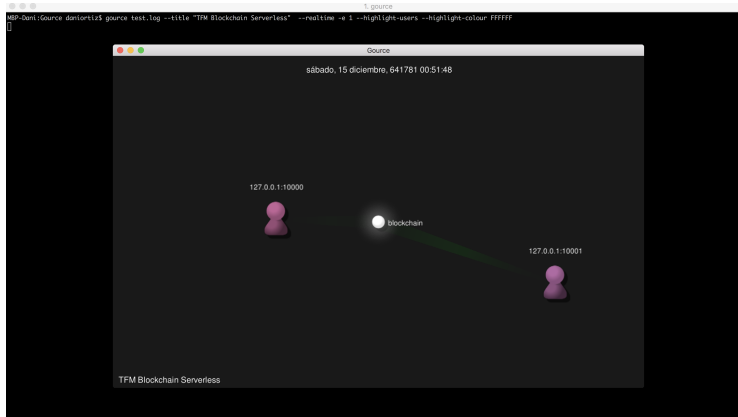 1. gource
MBP-Dani:Gource daniortiz$ gource test.log --title "TFM Blockchain Serverless" --realtime -e 1 --highlight-users --highlight-colour FFFFFF
Gource
sábado, 15 diciembre, 641781 00:51:48
127.0.0.1:10000
blockchain
127.0.0.1:10001
TFM Blockchain Serverless